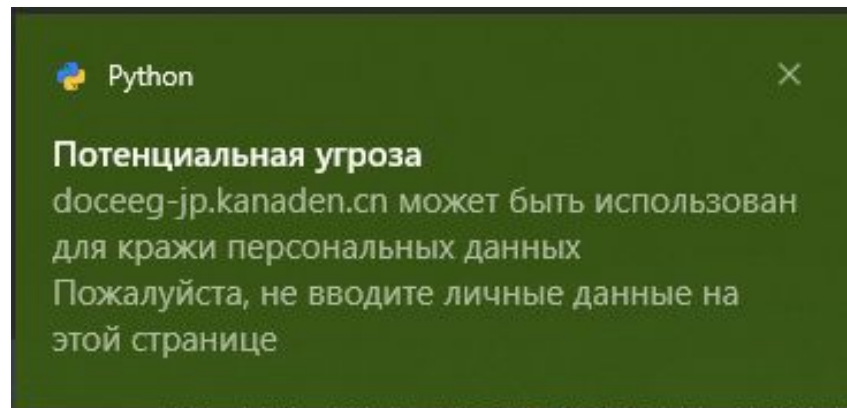 Python
Потенциальная угроза
doceeg-jp.kanaden.cn может быть использован
для кражи персональных данных
Пожалуйста, не вводите личные данные на
этой странице